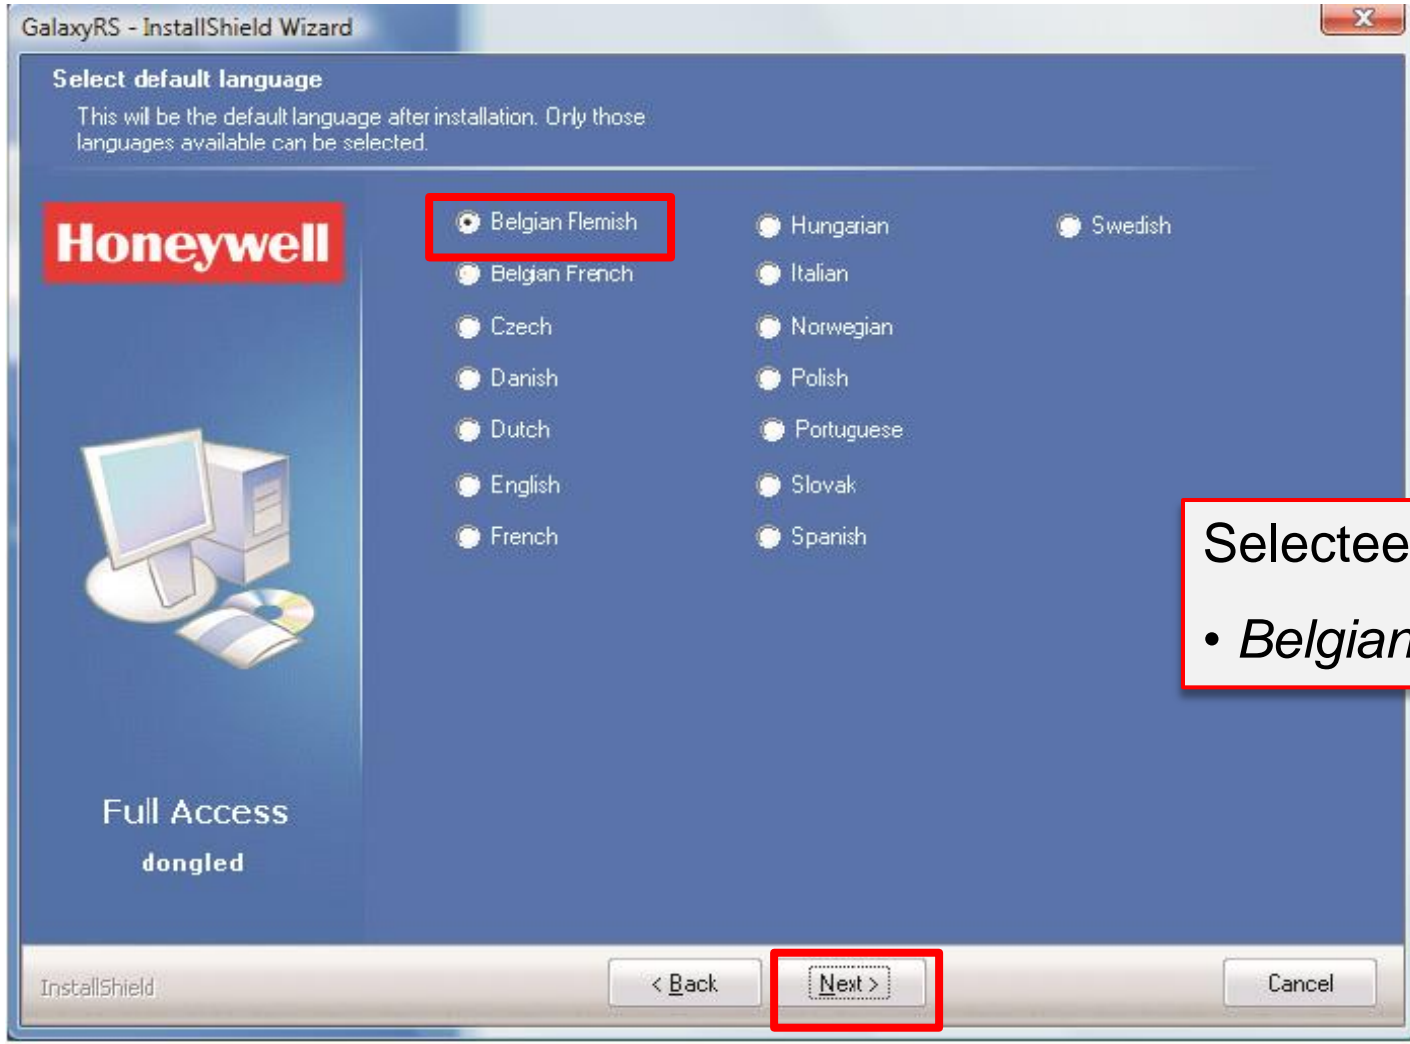 GalaxyRS - InstallShield Wizard
Select default language
This will be the default language after installation. Only those
languages available can be selected.
Honeywell
Belgian Flemish
Belgian French
Czech
Danish
Dutch
English
French
Hungarian
Italian
Norwegian
Polish
Portuguese
Slovak
Spanish
Swedish
Selectee
• Belgian
Full Access
dongled
InstallShield
< Back
Next >
Cancel